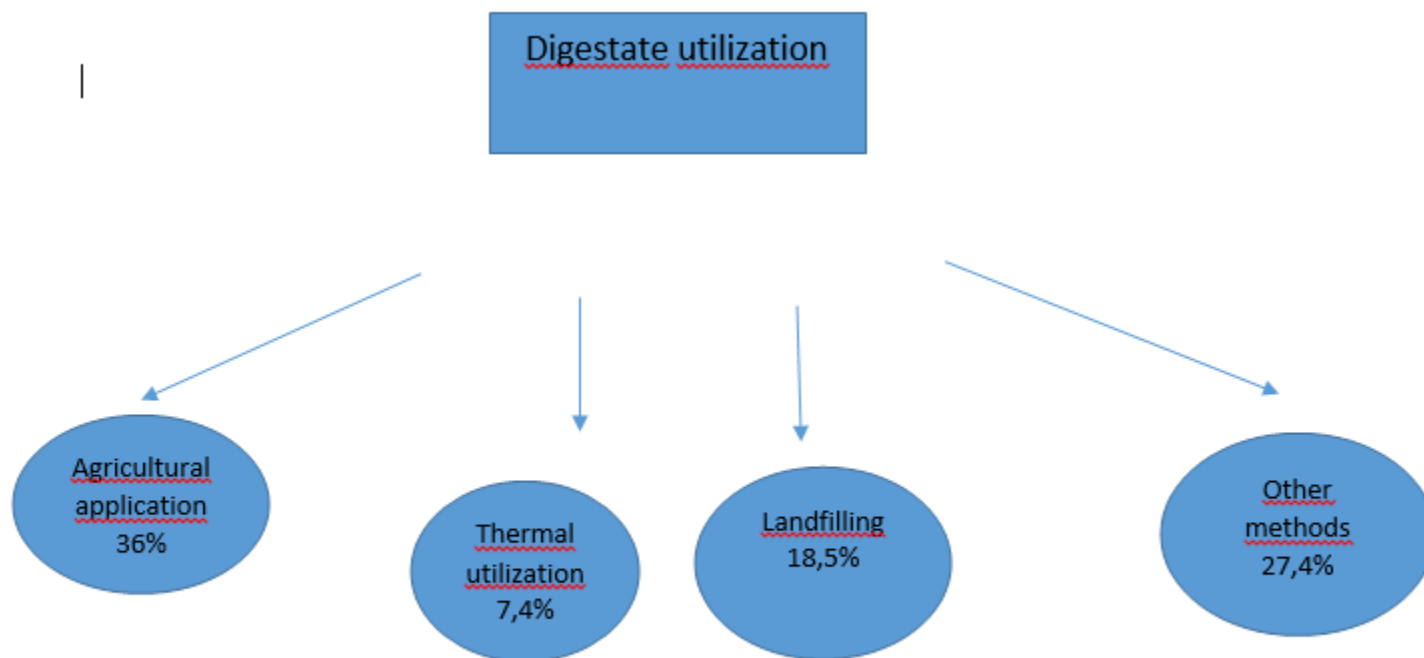 Digestate utilization
Agricultural
application
36%
Thermal
utilization
7,4%
Landfilling
18,5%
Other
methods
27,4%